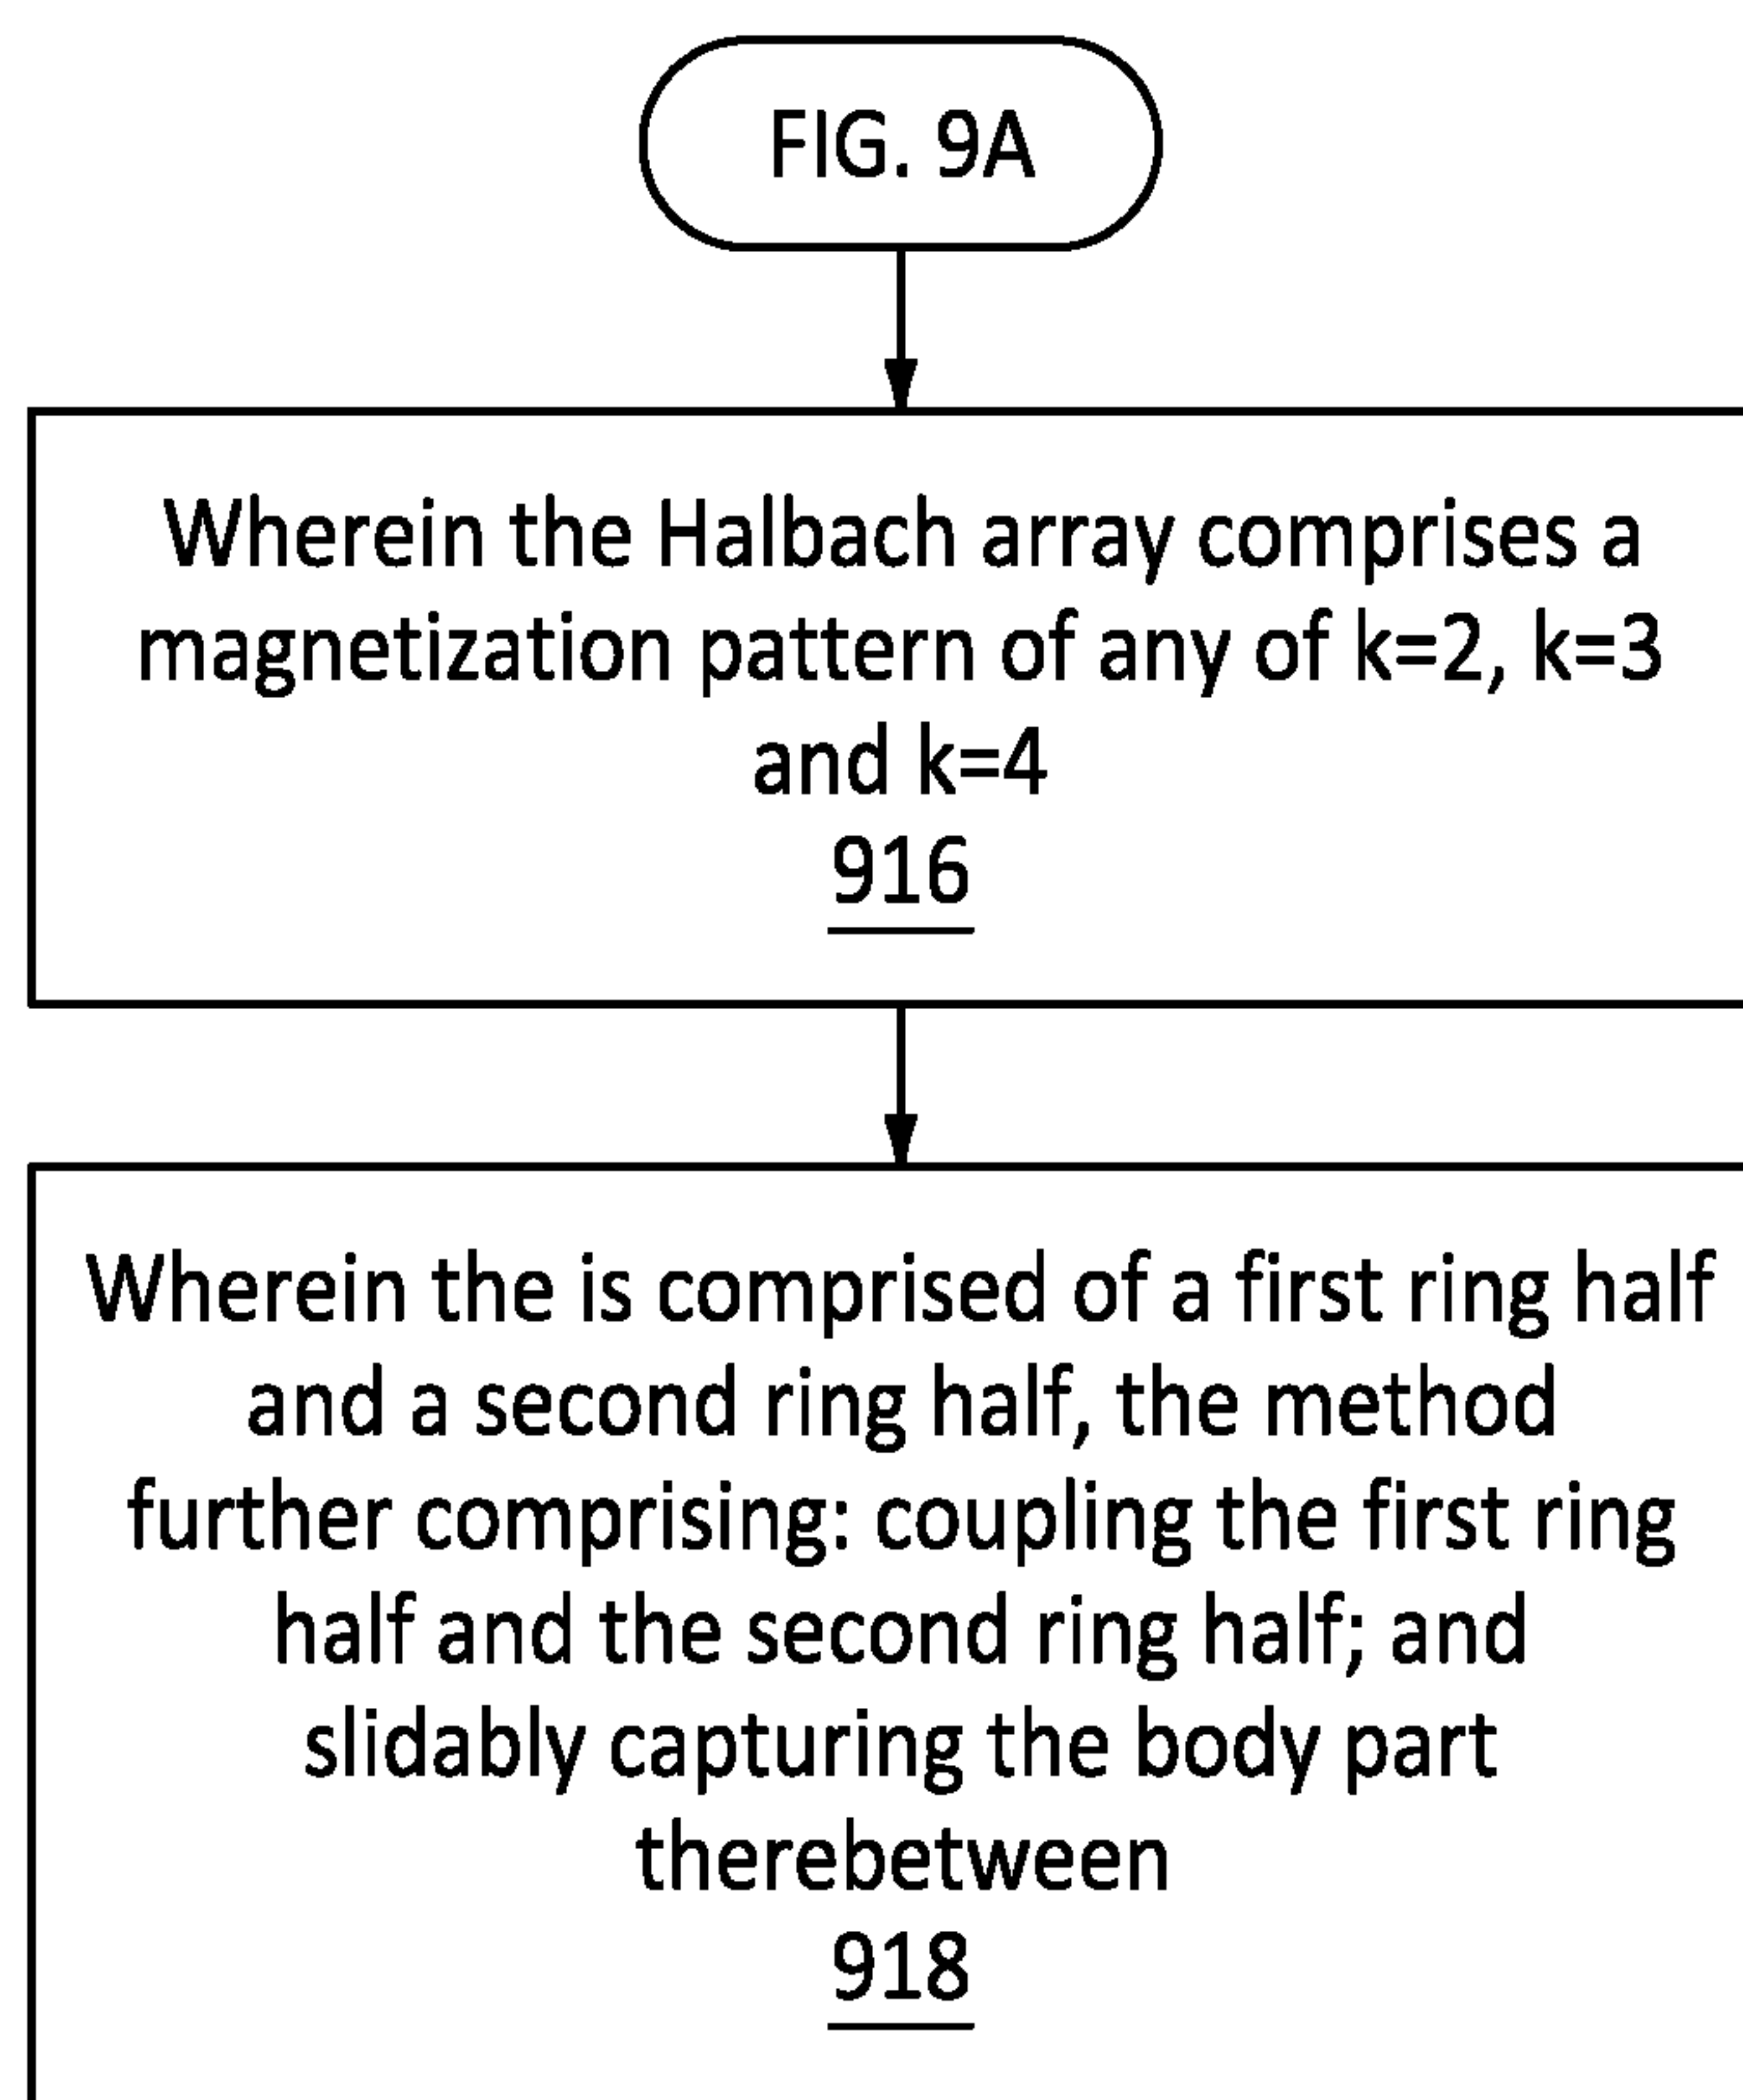 FIG. 9A
Wherein the Halbach array comprises a
magnetization pattern of any of k=2, k=3
and k=4
916
Wherein the is comprised of a first ring half
and a second ring half, the method
further comprising: coupling the first ring
half and the second ring half; and
slidably capturing the body part
therebetween
918